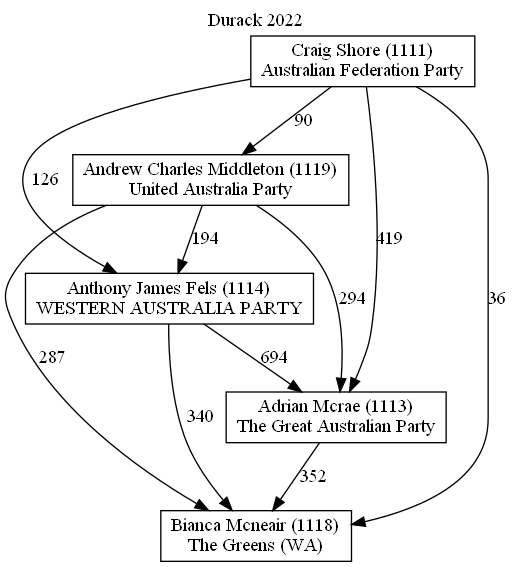 Durack 2022
Craig Shore (1111)
Australian Federation Party
90
Andrew Charles Middleton (1119)
United Australia Party
126
194
419
Anthony James Fels (1114)
WESTERN AUSTRALIA PARTY
294
36
287
694
Adrian Mcrae (1113)
The Great Australian Party
340
352
Bianca Mcneair (1118)
The Greens (WA)